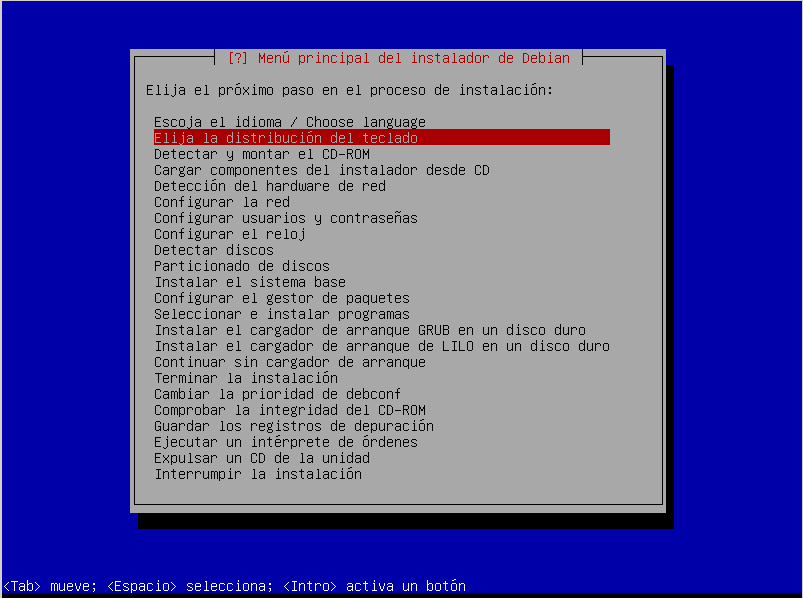 [?] Menú principal del instalador de Debian
Elija el próximo paso en el proceso de instalación:
Escoja el idioma / Choose language
Elija la distribución del teclado
Detectar y montar el CD-ROM
Cargar componentes del instalador desde CD
Detección del hardware de red
Configurar la red
Configurar usuarios y contraseñas
Configurar el reloj
Detectar discos
Particionado de discos
Instalar el sistema base
Configurar el gestor de paquetes
Seleccionar e instalar programas
Instalar el cargador de arranque GRUB en un disco duro
Instalar el cargador de arranque de LILO en un disco duro
Continuar sin cargador de arranque
Terminar la instalación
Cambiar la prioridad de debconf
Comprobar la integridad del CD-ROM
Guardar los registros de depuración
Ejecutar un intérprete de órdenes
Expulsar un CD de la unidad
Interrumpir la instalación
<Tab> mueve; <Espacio> selecciona; <Intro> activa un botón